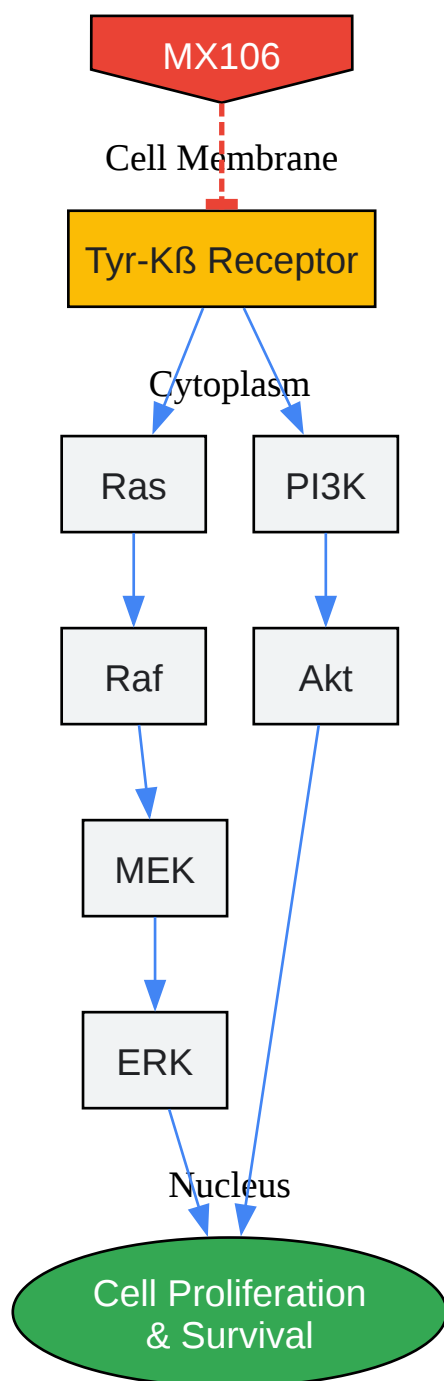 MX106
Cell Membrane
Tyr-Kß Receptor
Cytoplasm
Ras
PI3K
Raf
Akt
MEK
ERK
Nucleus
Cell Proliferation
& Survival